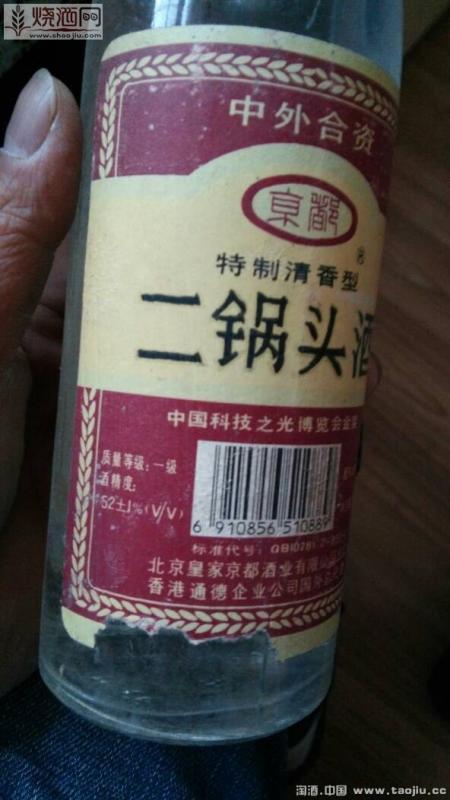 烧酒网
www.shaojiu.com
中外合资
京都
®
特制清香型
二锅头酒
中国科技之光博览会金奖
质量等级:一级
酒精度:
52±1%(V/V)
6 910856 510889
标准代号:GB10781
北京皇家京都酒业有限
香港通德企业公司国外
淘酒.中国 www.taojiu.cc